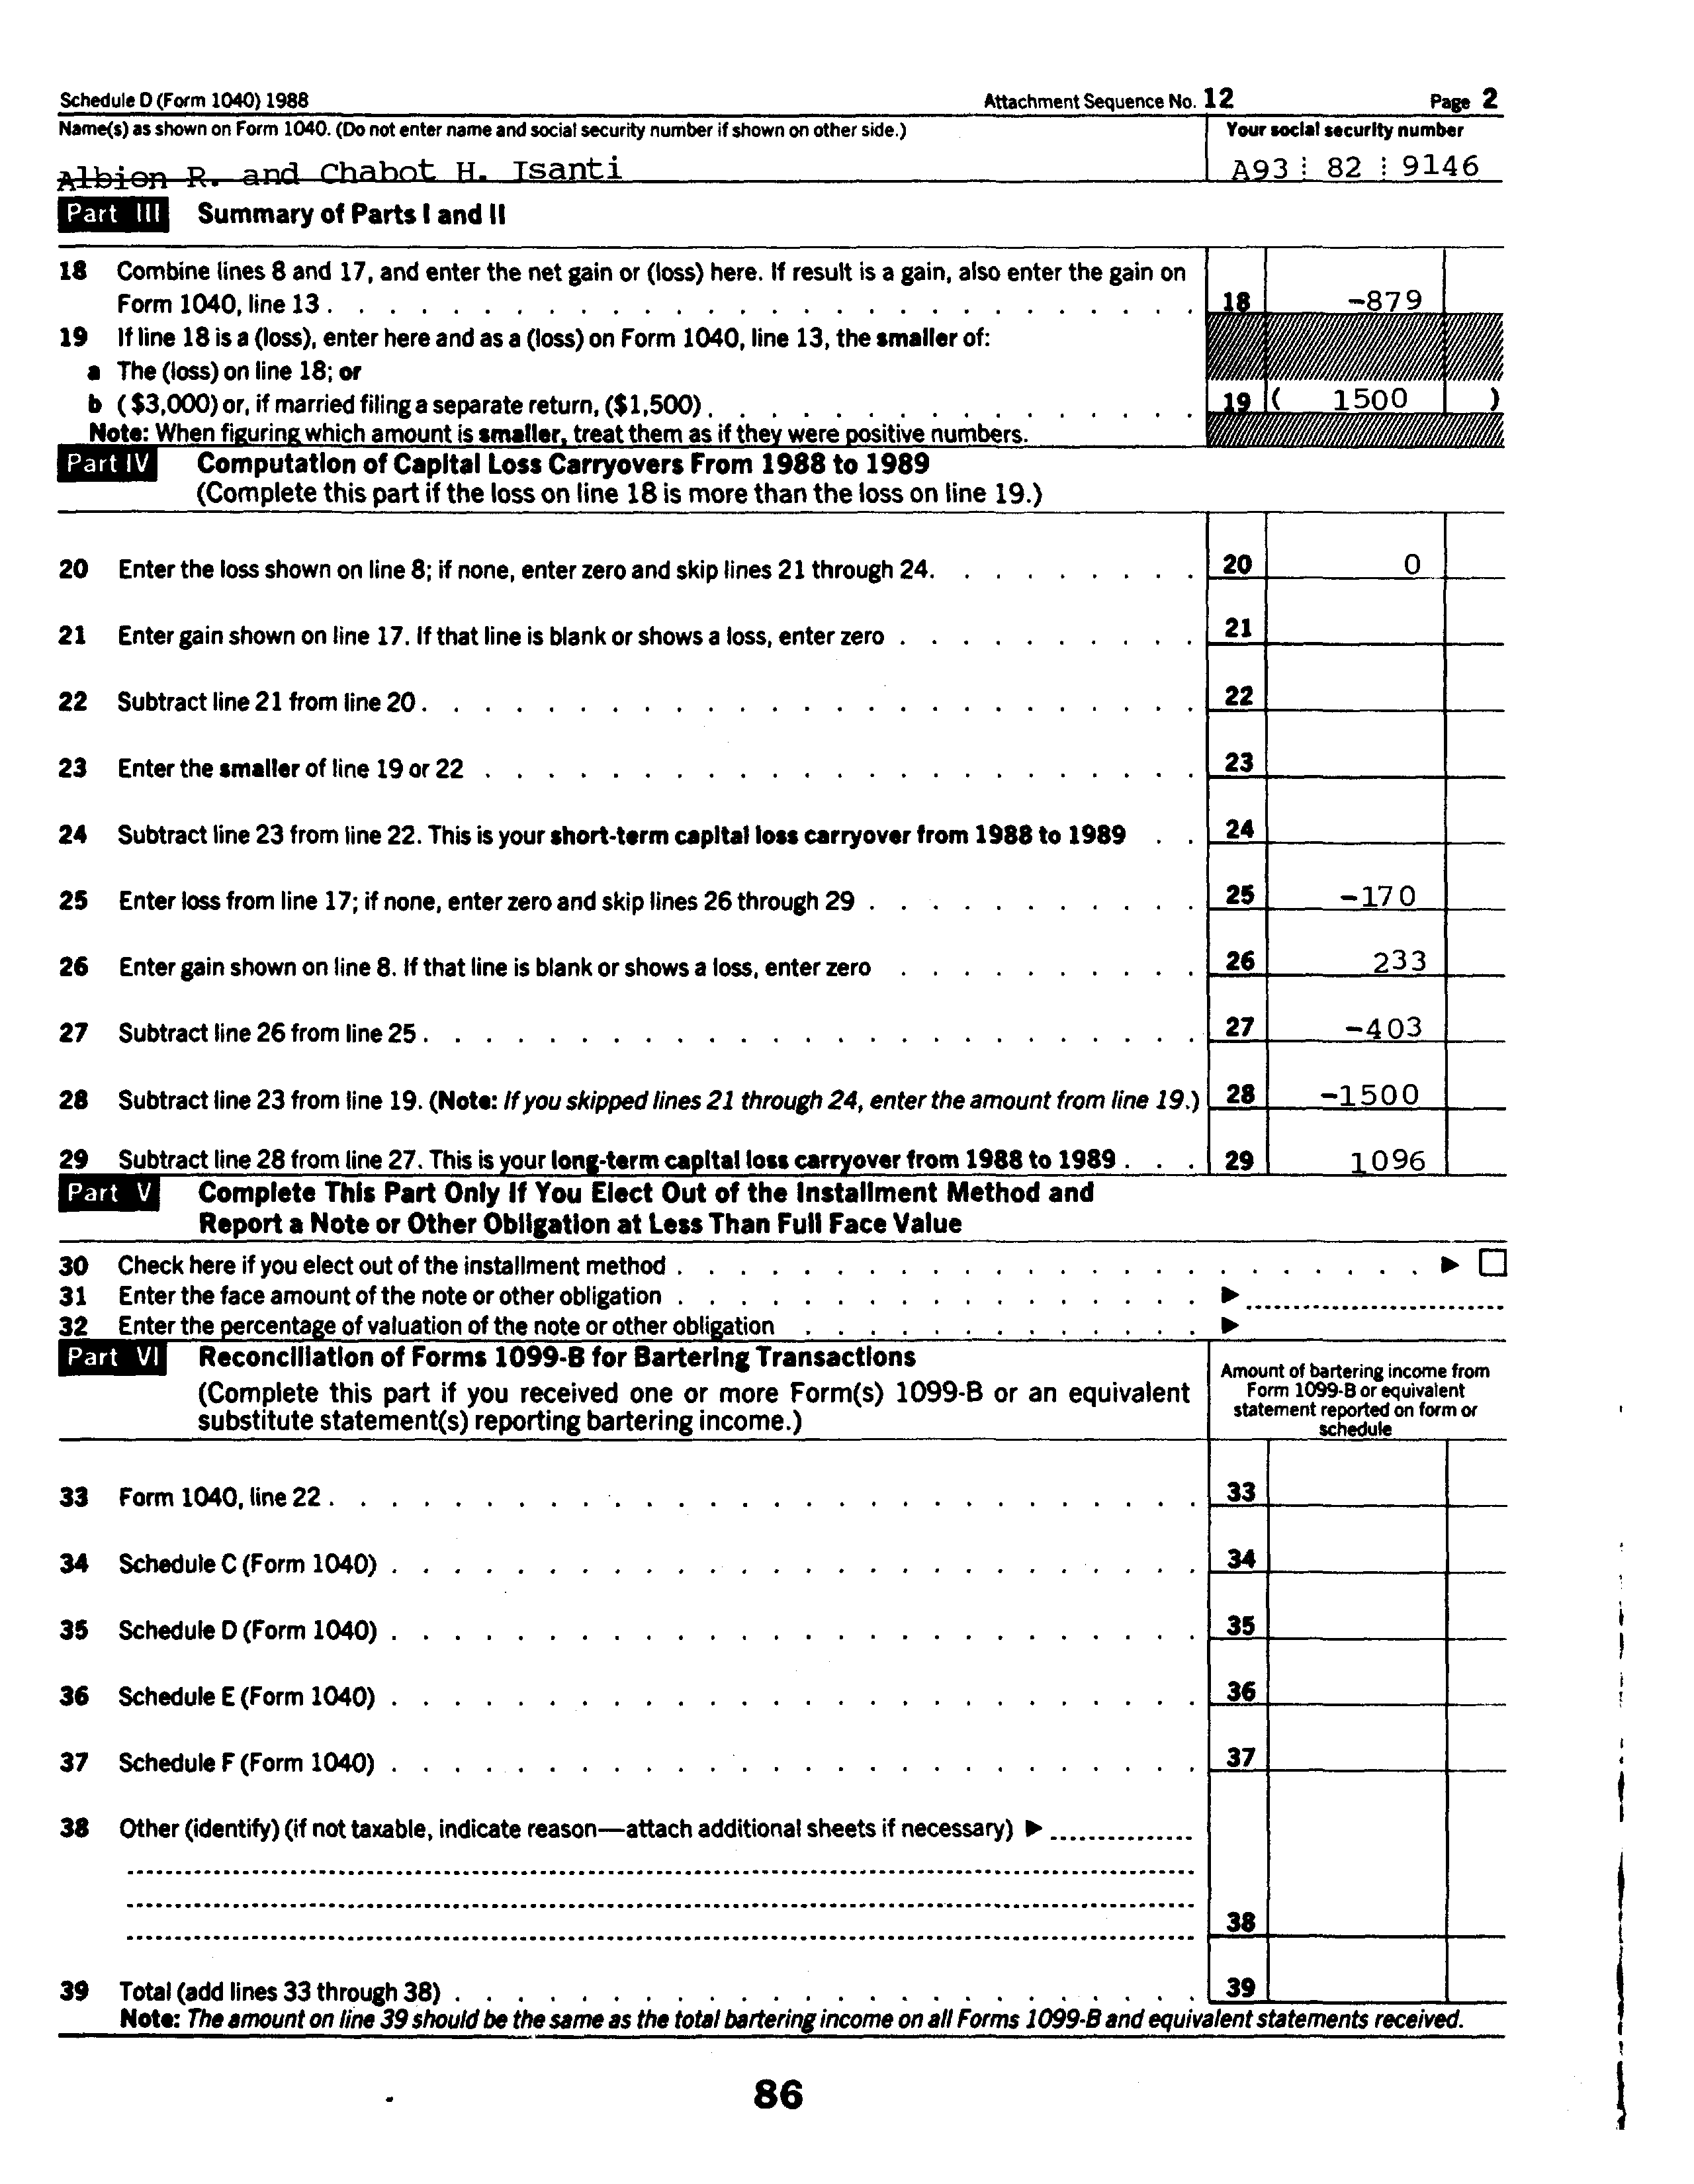 Schedule D (Form 1040) 1988 Attachment Sequence No. 12 Page 2
Name(s) as shown on Form 1040. (Do not enter name and social security number if shown on other side.) Your social security number
Albion R. and Chabot H. Isanti A93 82 9146
Part III Summary of Parts I and II
18 Combine lines 8 and 17, and enter the net gain or (loss) here. If result is a gain, also enter the gain on
Form 1040, line 13 . . . . . . . . . . . . . . . . . . . . . . . . . . . . 18 -879
19 If line 18 is a (loss), enter here and as a (loss) on Form 1040, line 13, the smaller of:
a The (loss) on line 18; or
b ($3,000) or, if married filing a separate return, ($1,500) . . . . . . . . . . . . . . . . 19 ( 1500 )
Note: When figuring which amount is smaller, treat them as if they were positive numbers.
Part IV Computation of Capital Loss Carryovers From 1988 to 1989
(Complete this part if the loss on line 18 is more than the loss on line 19.)
20 Enter the loss shown on line 8; if none, enter zero and skip lines 21 through 24. . . . . . . . . 20 0
21 Enter gain shown on line 17. If that line is blank or shows a loss, enter zero . . . . . . . . . . 21
22 Subtract line 21 from line 20 . . . . . . . . . . . . . . . . . . . . . . . . . 22
23 Enter the smaller of line 19 or 22 . . . . . . . . . . . . . . . . . . . . . . . 23
24 Subtract line 23 from line 22. This is your short-term capital loss carryover from 1988 to 1989 . . 24
25 Enter loss from line 17; if none, enter zero and skip lines 26 through 29 . . . . . . . . . . . 25 -170
26 Enter gain shown on line 8. If that line is blank or shows a loss, enter zero . . . . . . . . . . 26 233
27 Subtract line 26 from line 25 . . . . . . . . . . . . . . . . . . . . . . . . . 27 -403
28 Subtract line 23 from line 19. (Note: If you skipped lines 21 through 24, enter the amount from line 19.) 28 -1500
29 Subtract line 28 from line 27. This is your long-term capital loss carryover from 1988 to 1989 . . . 29 1096
Part V Complete This Part Only If You Elect Out of the Installment Method and
Report a Note or Other Obligation at Less Than Full Face Value
30 Check here if you elect out of the installment method . . . . . . . . . . . . . . . . . . . . . . . . ▶ ☐
31 Enter the face amount of the note or other obligation . . . . . . . . . . . . . . . . . ▶
32 Enter the percentage of valuation of the note or other obligation . . . . . . . . . . . . . ▶
Part VI Reconciliation of Forms 1099-B for Bartering Transactions
(Complete this part if you received one or more Form(s) 1099-B or an equivalent
substitute statement(s) reporting bartering income.)
Amount of bartering income from
Form 1099-B or equivalent
statement reported on form or
schedule
33 Form 1040, line 22 . . . . . . . . . . . . . . . . . . . . . . . . . . . . 33
34 Schedule C (Form 1040) . . . . . . . . . . . . . . . . . . . . . . . . . . 34
35 Schedule D (Form 1040) . . . . . . . . . . . . . . . . . . . . . . . . . . 35
36 Schedule E (Form 1040) . . . . . . . . . . . . . . . . . . . . . . . . . . 36
37 Schedule F (Form 1040) . . . . . . . . . . . . . . . . . . . . . . . . . . 37
38 Other (identify) (if not taxable, indicate reason—attach additional sheets if necessary) ▶
38
39 Total (add lines 33 through 38) . . . . . . . . . . . . . . . . . . . . . . . . 39
Note: The amount on line 39 should be the same as the total bartering income on all Forms 1099-B and equivalent statements received.
86